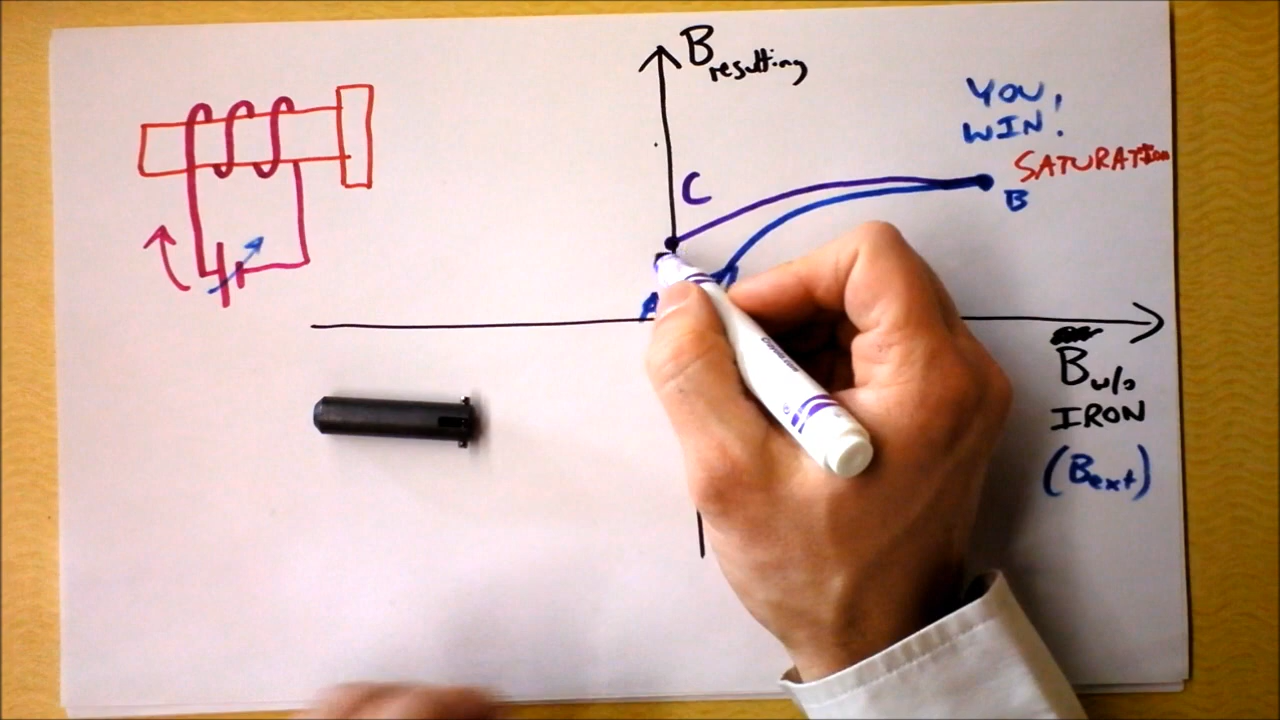 B resulting
YOU,
WIN!
SATURATION
C
B
A
B w/o
IRON
(Bext)